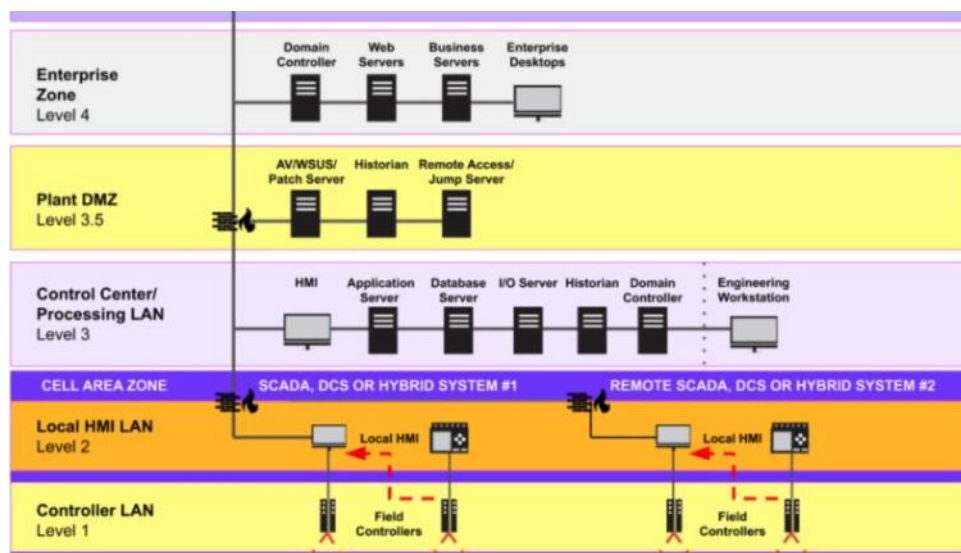 Enterprise
Zone
Level 4
Domain
Controller
Web
Servers
Business
Servers
Enterprise
Desktops
Plant DMZ
Level 3.5
AV/WSUS/
Patch Server
Historian
Remote Access/
Jump Server
Control Center/
Processing LAN
Level 3
HMI
Application
Server
Database
Server
I/O Server
Historian
Domain
Controller
Engineering
Workstation
CELL AREA ZONE
SCADA, DCS OR HYBRID SYSTEM #1
REMOTE SCADA, DCS OR HYBRID SYSTEM #2
Local HMI LAN
Level 2
Local HMI
Local HMI
Controller LAN
Level 1
Field
Controllers
Field
Controllers